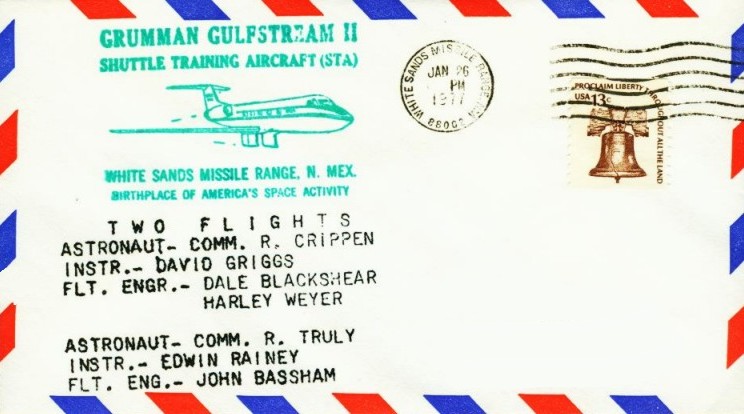 GRUMMAN GULFSTREAM II
SHUTTLE TRAINING AIRCRAFT (STA)
WHITE SANDS MISSILE RANGE, N. MEX.
BIRTHPLACE OF AMERICA'S SPACE ACTIVITY
WHITE SANDS MISSILE RANGE
JAN 26
PM
1977
88002
PROCLAIM LIBERTY THROUGHOUT ALL THE LAND
USA 13c
TWO FLIGHTS
ASTRONAUT- COMM. R. CRIPPEN
INSTR.- DAVID GRIGGS
FLT. ENGR.- DALE BLACKSHEAR
HARLEY WEYER
ASTRONAUT- COMM. R. TRULY
INSTR.- EDWIN RAINEY
FLT. ENG.- JOHN BASSHAM